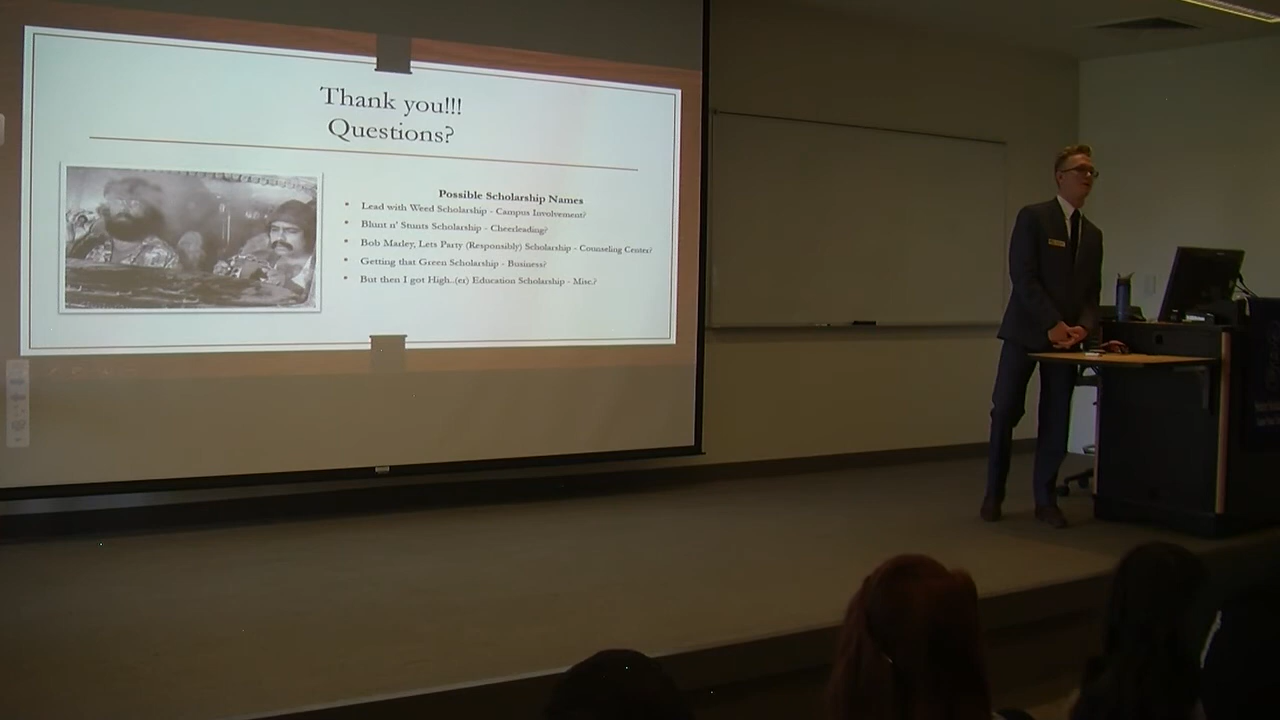 Thank you!!!
Questions?
Possible Scholarship Names
Lead with Weed Scholarship - Campus Involvement?
Blunt n' Stunts Scholarship - Cheerleading?
Bob Marley, Lets Party (Responsibly) Scholarship - Counseling Center?
Getting that Green Scholarship - Business?
But then I got High..(er) Education Scholarship - Misc.?